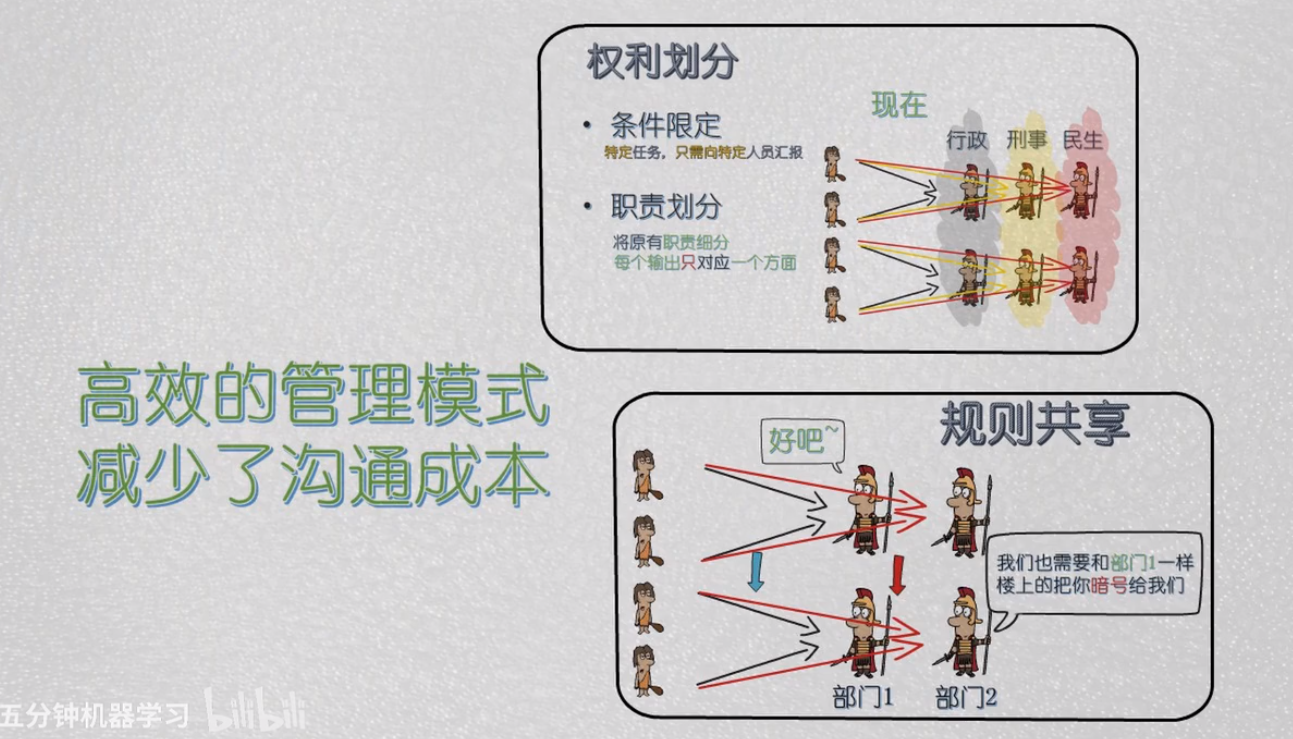 权利划分
• 条件限定
特定任务，只需向特定人员汇报
• 职责划分
将原有职责细分
每个输出只对应一个方面
现在
行政 刑事 民生
高效的管理模式
减少了沟通成本
规则共享
好吧~
我们也需要和部门1一样
楼上的把你暗号给我们
部门1 部门2
五分钟机器学习 bilibili